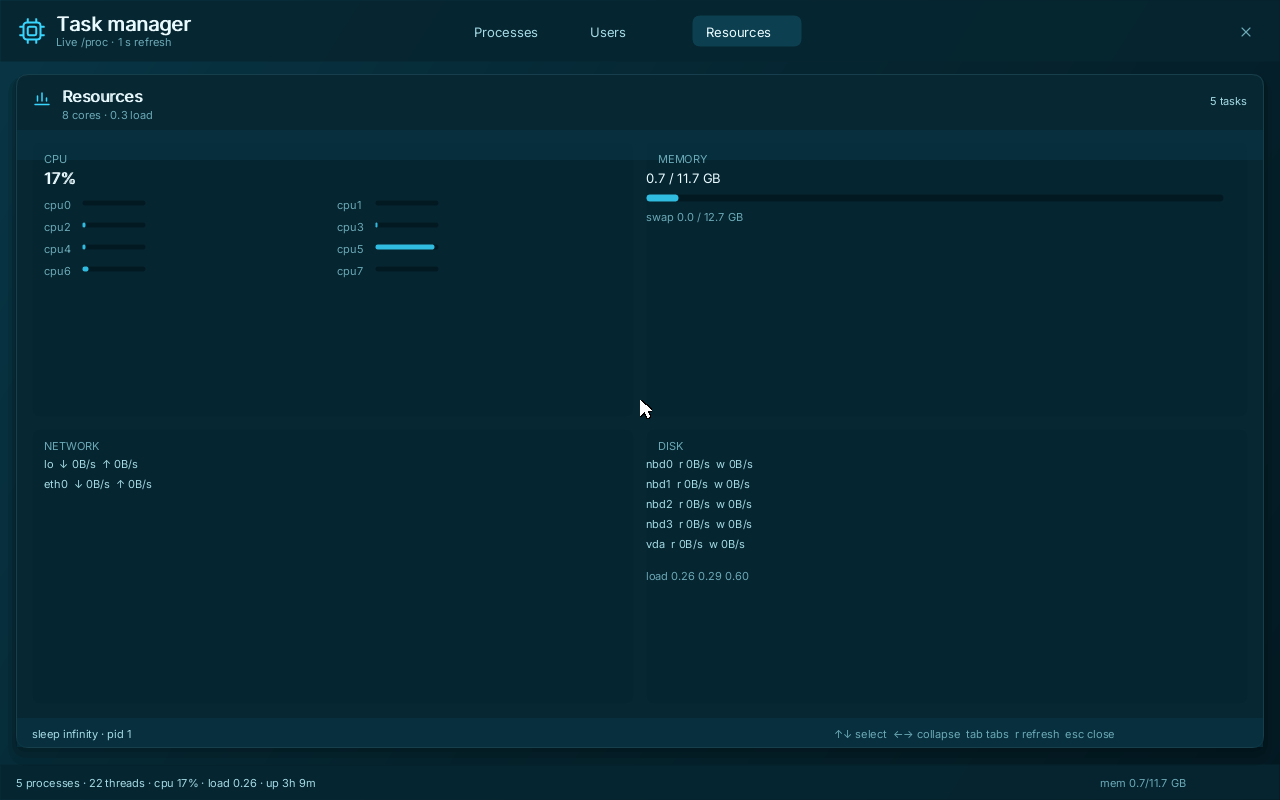 Task manager
Live /proc · 1 s refresh
Processes
Users
Resources
Resources
8 cores · 0.3 load
5 tasks
CPU
17%
cpu0
cpu1
cpu2
cpu3
cpu4
cpu5
cpu6
cpu7
MEMORY
0.7 / 11.7 GB
swap 0.0 / 12.7 GB
NETWORK
lo ↓ 0B/s ↑ 0B/s
eth0 ↓ 0B/s ↑ 0B/s
DISK
nbd0 r 0B/s w 0B/s
nbd1 r 0B/s w 0B/s
nbd2 r 0B/s w 0B/s
nbd3 r 0B/s w 0B/s
vda r 0B/s w 0B/s
load 0.26 0.29 0.60
sleep infinity · pid 1
↑↓ select ←→ collapse tab tabs r refresh esc close
5 processes · 22 threads · cpu 17% · load 0.26 · up 3h 9m
mem 0.7/11.7 GB